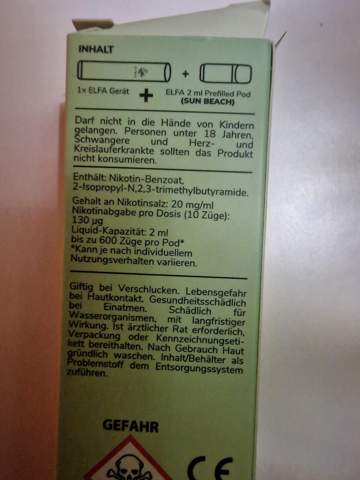 INHALT
+
1× ELFA Gerät + ELFA 2 ml Prefilled Pod
(SUN BEACH)
Darf nicht in die Hände von Kindern
gelangen. Personen unter 18 Jahren,
Schwangere und Herz- und
Kreislauferkrankte sollten das Produkt
nicht konsumieren.
Enthält: Nikotin-Benzoat,
2-Isopropyl-N,2,3-trimethylbutyramide.
Gehalt an Nikotinsalz: 20 mg/ml
Nikotinabgabe pro Dosis (10 Züge):
130 µg
Liquid-Kapazität: 2 ml
bis zu 600 Züge pro Pod*
*Kann je nach individuellem
Nutzungsverhalten variieren.
Giftig bei Verschlucken. Lebensgefahr
bei Hautkontakt. Gesundheitsschädlich
bei Einatmen. Schädlich für
Wasserorganismen, mit langfristiger
Wirkung. Ist ärztlicher Rat erforderlich,
Verpackung oder Kennzeichnungseti-
kett bereithalten. Nach Gebrauch Haut
gründlich waschen. Inhalt/Behälter als
Problemstoff dem Entsorgungssystem
zuführen.
GEFAHR
CE